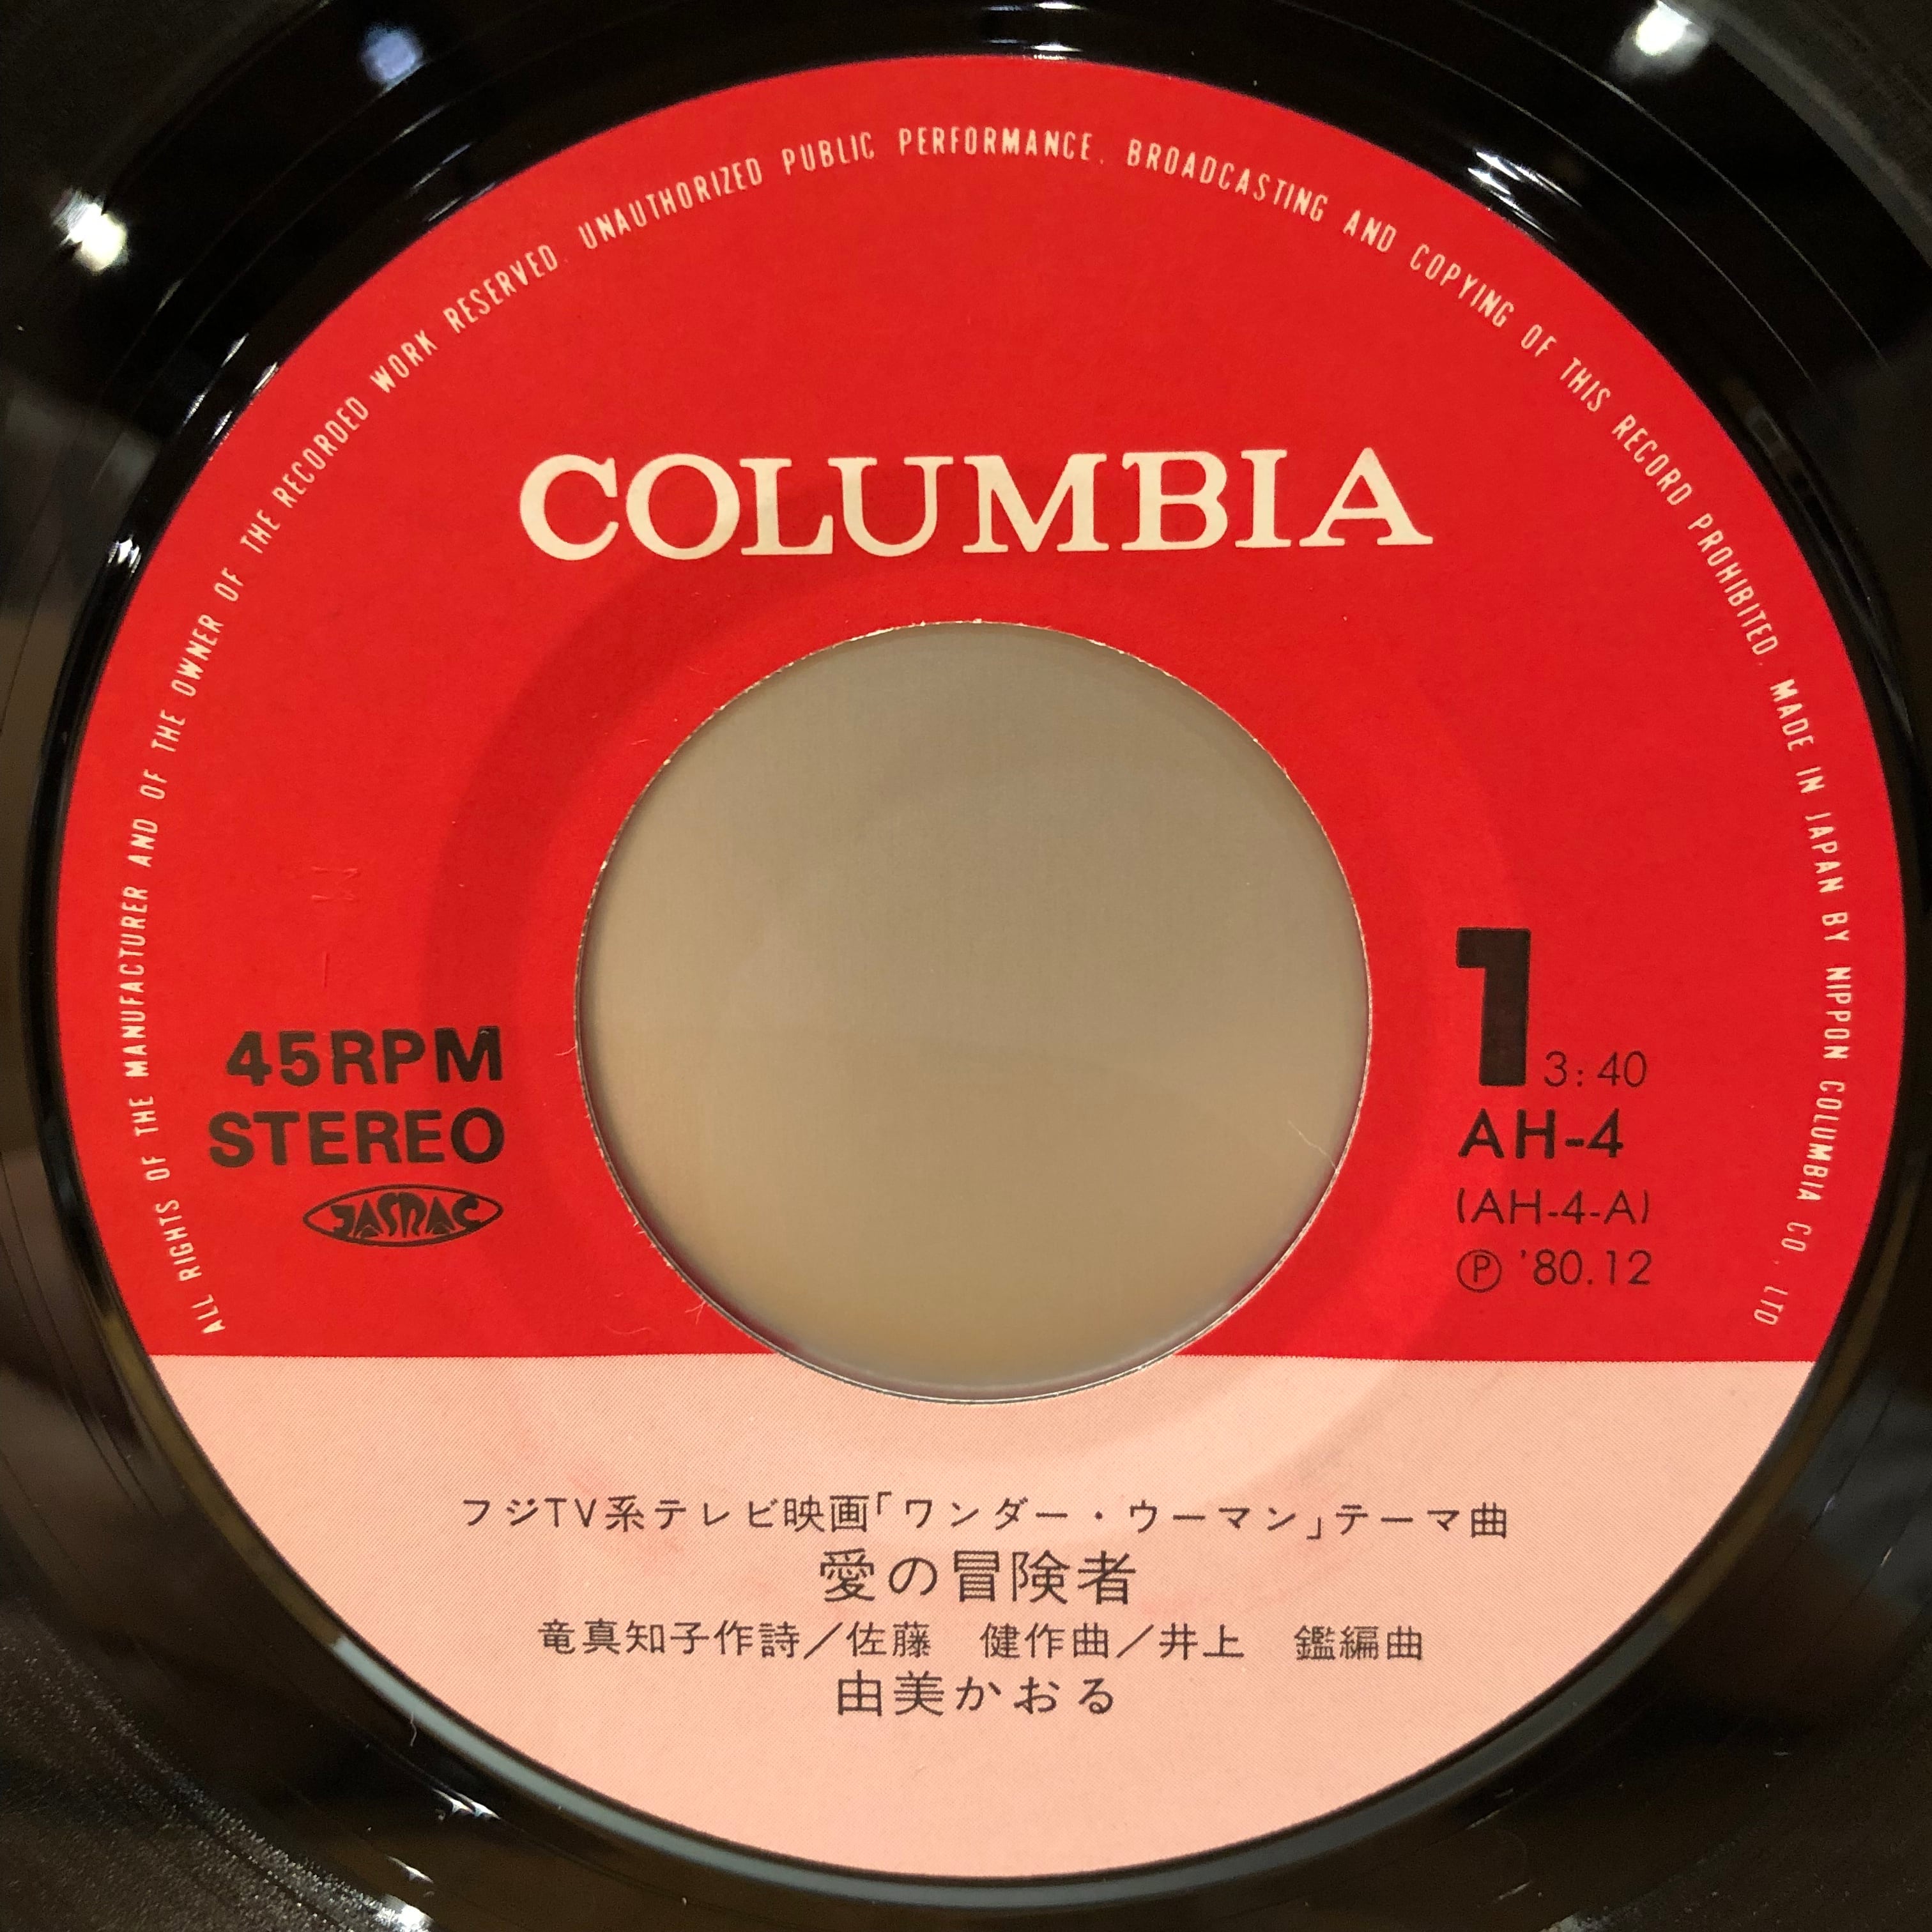 ALL RIGHTS OF THE MANUFACTURER AND OF THE OWNER OF THE RECORDED WORK RESERVED. UNAUTHORIZED PUBLIC PERFORMANCE. BROADCASTING AND COPYING OF THIS RECORD PROHIBITED. MADE IN JAPAN BY NIPPON COLUMBIA CO., LTD
COLUMBIA
45RPM
STEREO
JASRAC
1 3:40
AH-4
(AH-4-A)
Ⓟ '80.12
フジTV系テレビ映画「ワンダー・ウーマン」テーマ曲
愛の冒険者
竜真知子作詩／佐藤　健作曲／井上　鑑編曲
由美かおる